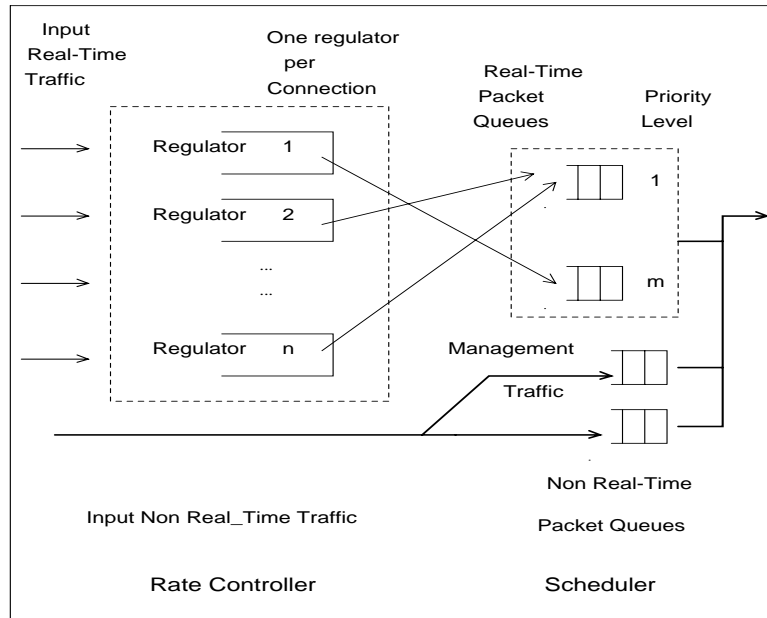 Input
Real-Time
Traffic
One regulator
per
Connection
Real-Time
Packet
Queues
Priority
Level
Regulator 1
Regulator 2
...
...
Regulator n
1
m
Management
Traffic
Non Real-Time
Packet Queues
Input Non Real_Time Traffic
Rate Controller
Scheduler